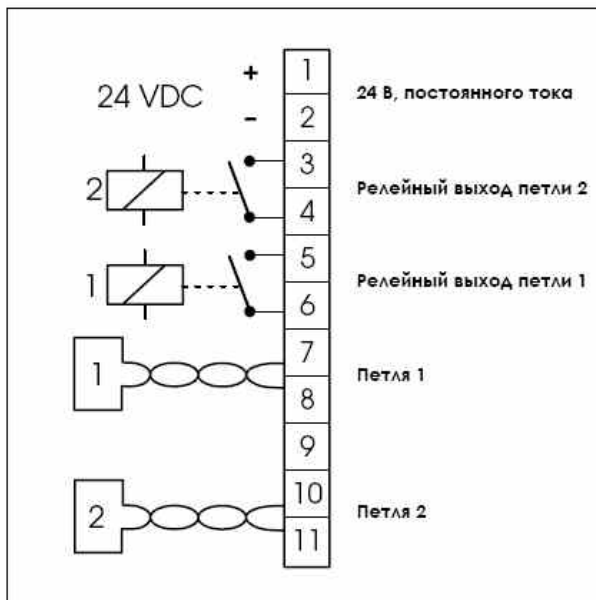 24 VDC
+
-
1
2
3
4
5
6
7
8
9
10
11
24 В, постоянного тока
2
Релейный выход петли 2
1
Релейный выход петли 1
1
Петля 1
2
Петля 2